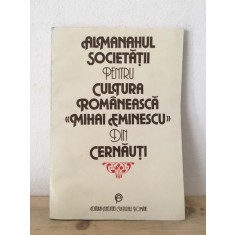 ALMANAHUL
SOCIETĂȚII
PENTRU
CULTURA
ROMÂNEASCĂ
«MIHAI EMINESCU»
DIN
CERNĂUȚI